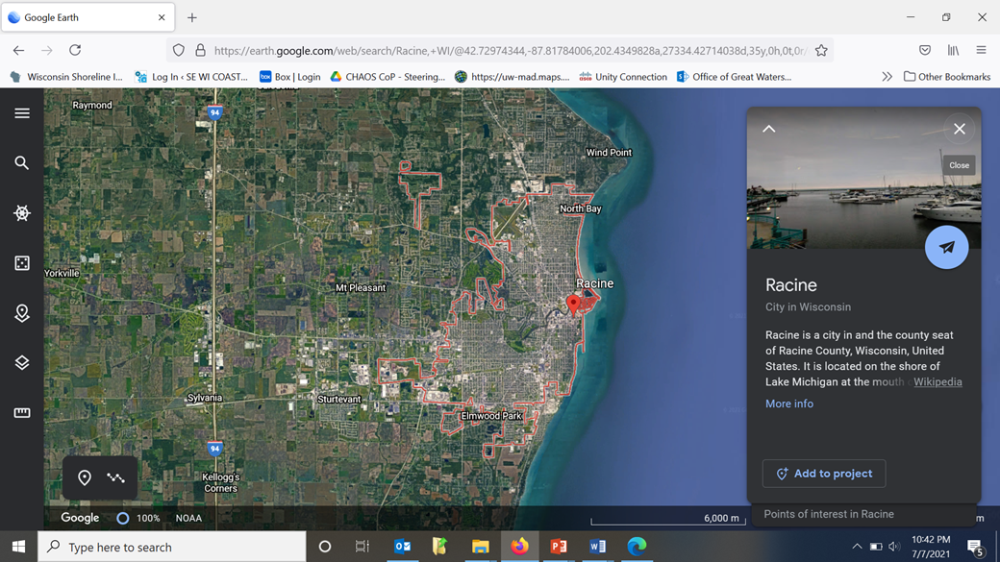 Google Earth
https://earth.google.com/web/search/Racine,+WI/@42.72974344,-87.81784006,202.4349828a,27334.42714038d,35y,0h,0t,0r/
Wisconsin Shoreline I...
Log In ‹ SE WI COAST...
Box | Login
CHAOS CoP - Steering...
https://uw-mad.maps....
Unity Connection
Office of Great Waters...
Other Bookmarks
Raymond
94
Wind Point
Close
North Bay
Yorkville
Mt Pleasant
Racine
Racine
City in Wisconsin
Racine is a city in and the county seat
of Racine County, Wisconsin, United
States. It is located on the shore of
Lake Michigan at the mouth Wikipedia
More info
Sylvania
Sturtevant
Elmwood Park
94
Kellogg's
Corners
Add to project
Google 100% NOAA
6,000 m
Points of interest in Racine
m
Type here to search
10:42 PM
7/7/2021
5